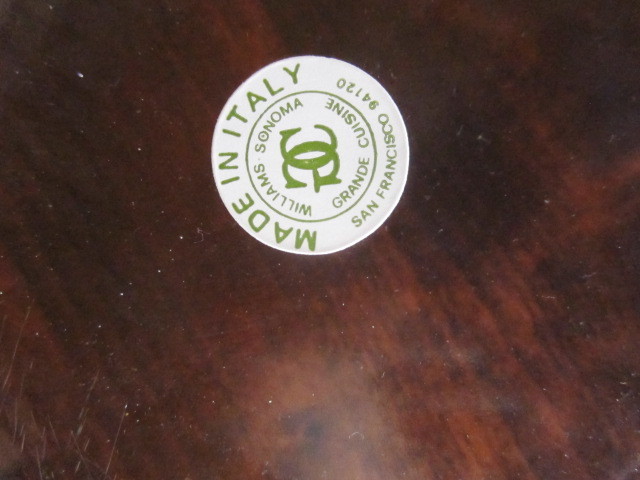 MADE IN ITALY
SAN FRANCISCO 94120
WILLIAMS-SONOMA
GRANDE CUISINE